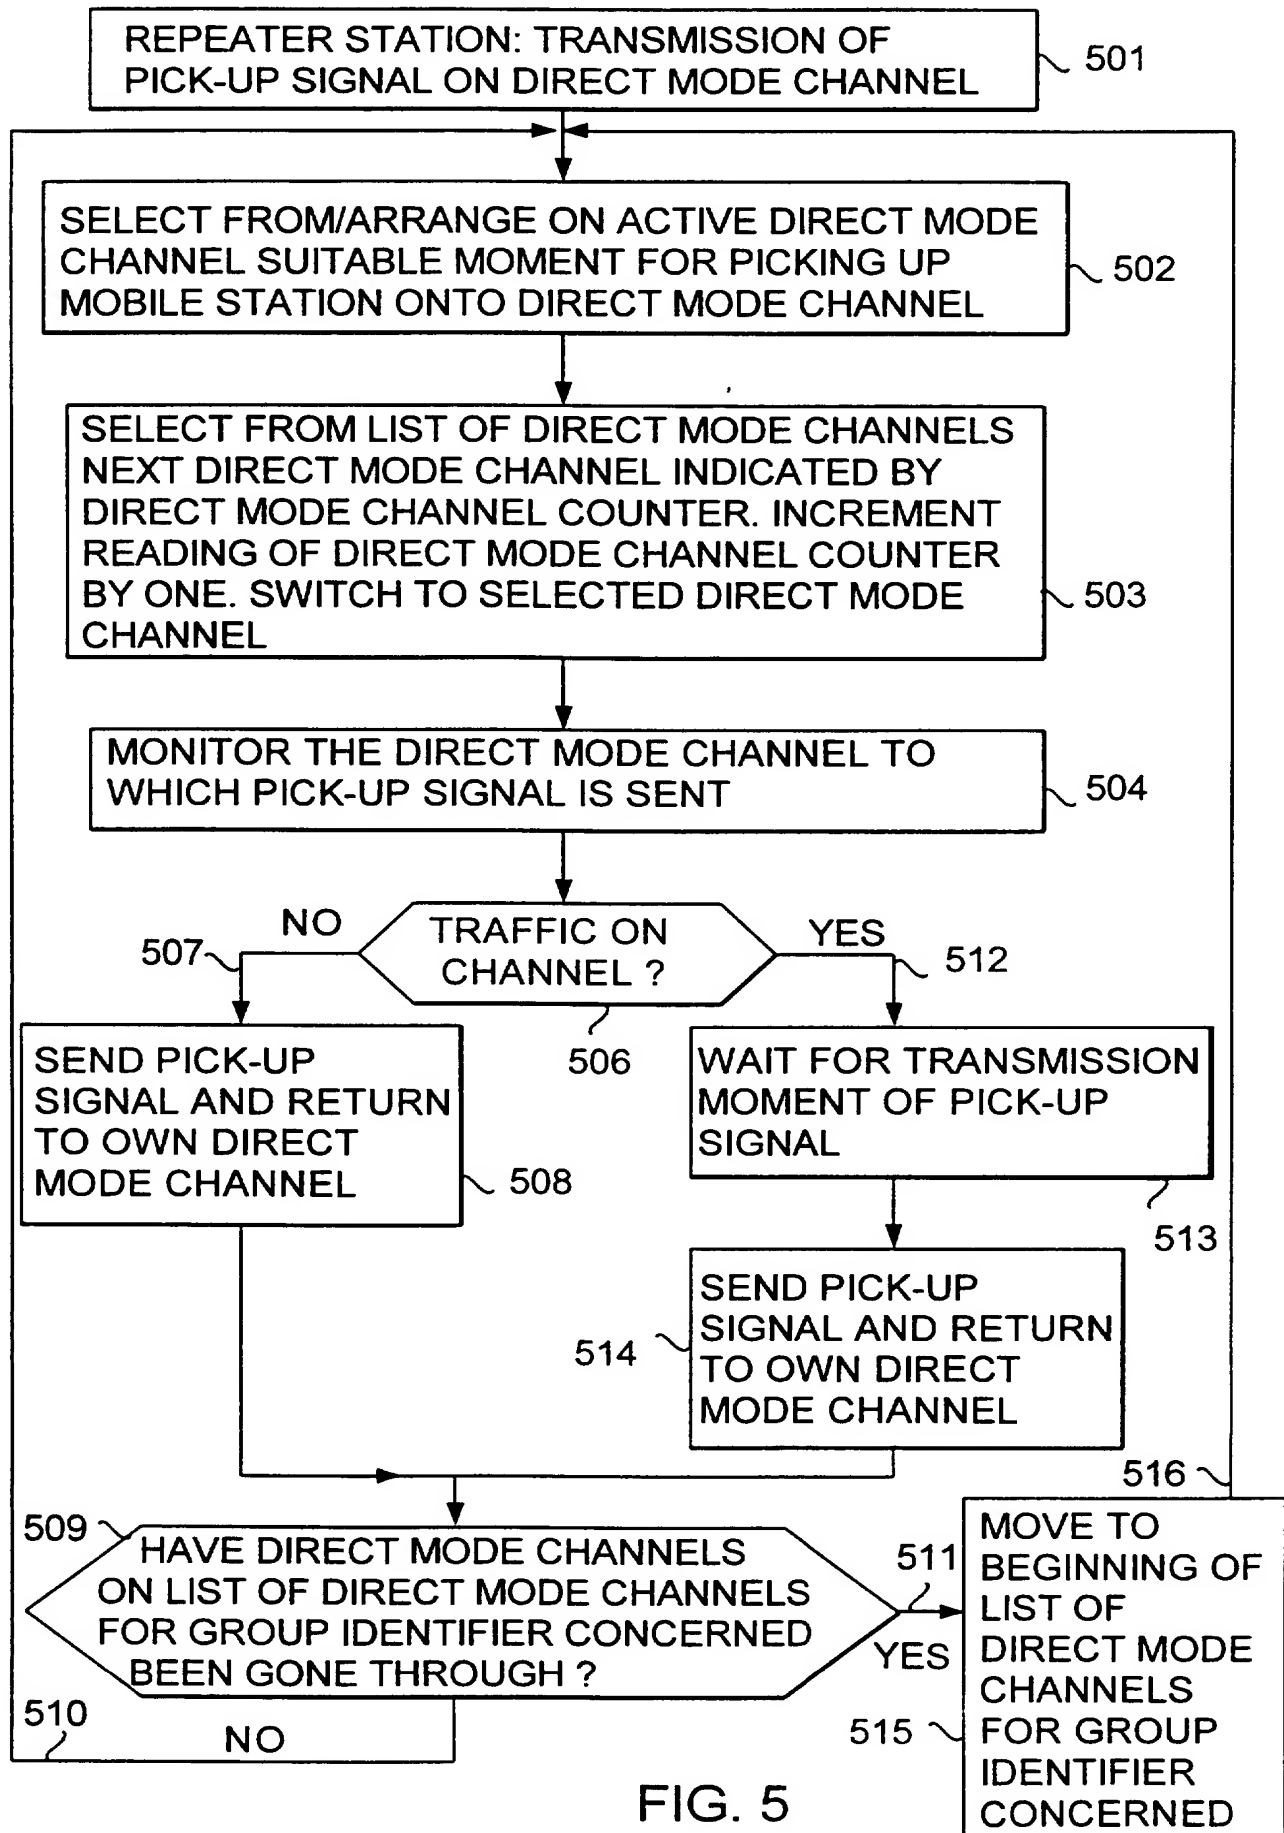 REPEATER STATION: TRANSMISSION OF
PICK-UP SIGNAL ON DIRECT MODE CHANNEL
501
SELECT FROM/ARRANGE ON ACTIVE DIRECT MODE
CHANNEL SUITABLE MOMENT FOR PICKING UP
MOBILE STATION ONTO DIRECT MODE CHANNEL
502
SELECT FROM LIST OF DIRECT MODE CHANNELS
NEXT DIRECT MODE CHANNEL INDICATED BY
DIRECT MODE CHANNEL COUNTER. INCREMENT
READING OF DIRECT MODE CHANNEL COUNTER
BY ONE. SWITCH TO SELECTED DIRECT MODE
CHANNEL
503
MONITOR THE DIRECT MODE CHANNEL TO
WHICH PICK-UP SIGNAL IS SENT
504
NO
TRAFFIC ON
CHANNEL ?
YES
507
512
506
SEND PICK-UP
SIGNAL AND RETURN
TO OWN DIRECT
MODE CHANNEL
508
WAIT FOR TRANSMISSION
MOMENT OF PICK-UP
SIGNAL
513
SEND PICK-UP
SIGNAL AND RETURN
TO OWN DIRECT
MODE CHANNEL
514
516
509
HAVE DIRECT MODE CHANNELS
ON LIST OF DIRECT MODE CHANNELS
FOR GROUP IDENTIFIER CONCERNED
BEEN GONE THROUGH ?
511
YES
510
NO
MOVE TO
BEGINNING OF
LIST OF
DIRECT MODE
CHANNELS
FOR GROUP
IDENTIFIER
CONCERNED
515
FIG. 5